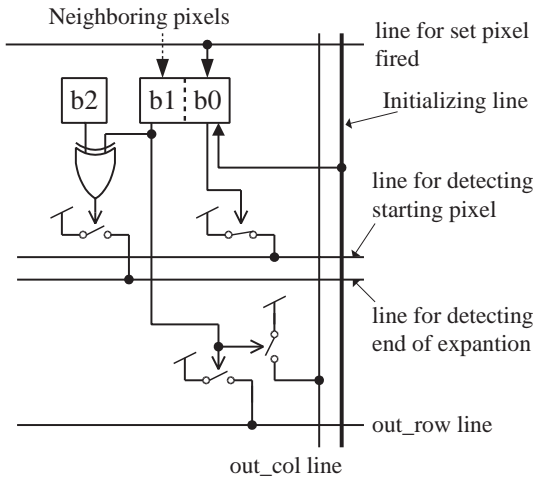 Neighboring pixels
line for set pixel
fired
b2
b1
b0
Initializing line
line for detecting
starting pixel
line for detecting
end of expantion
out_row line
out_col line